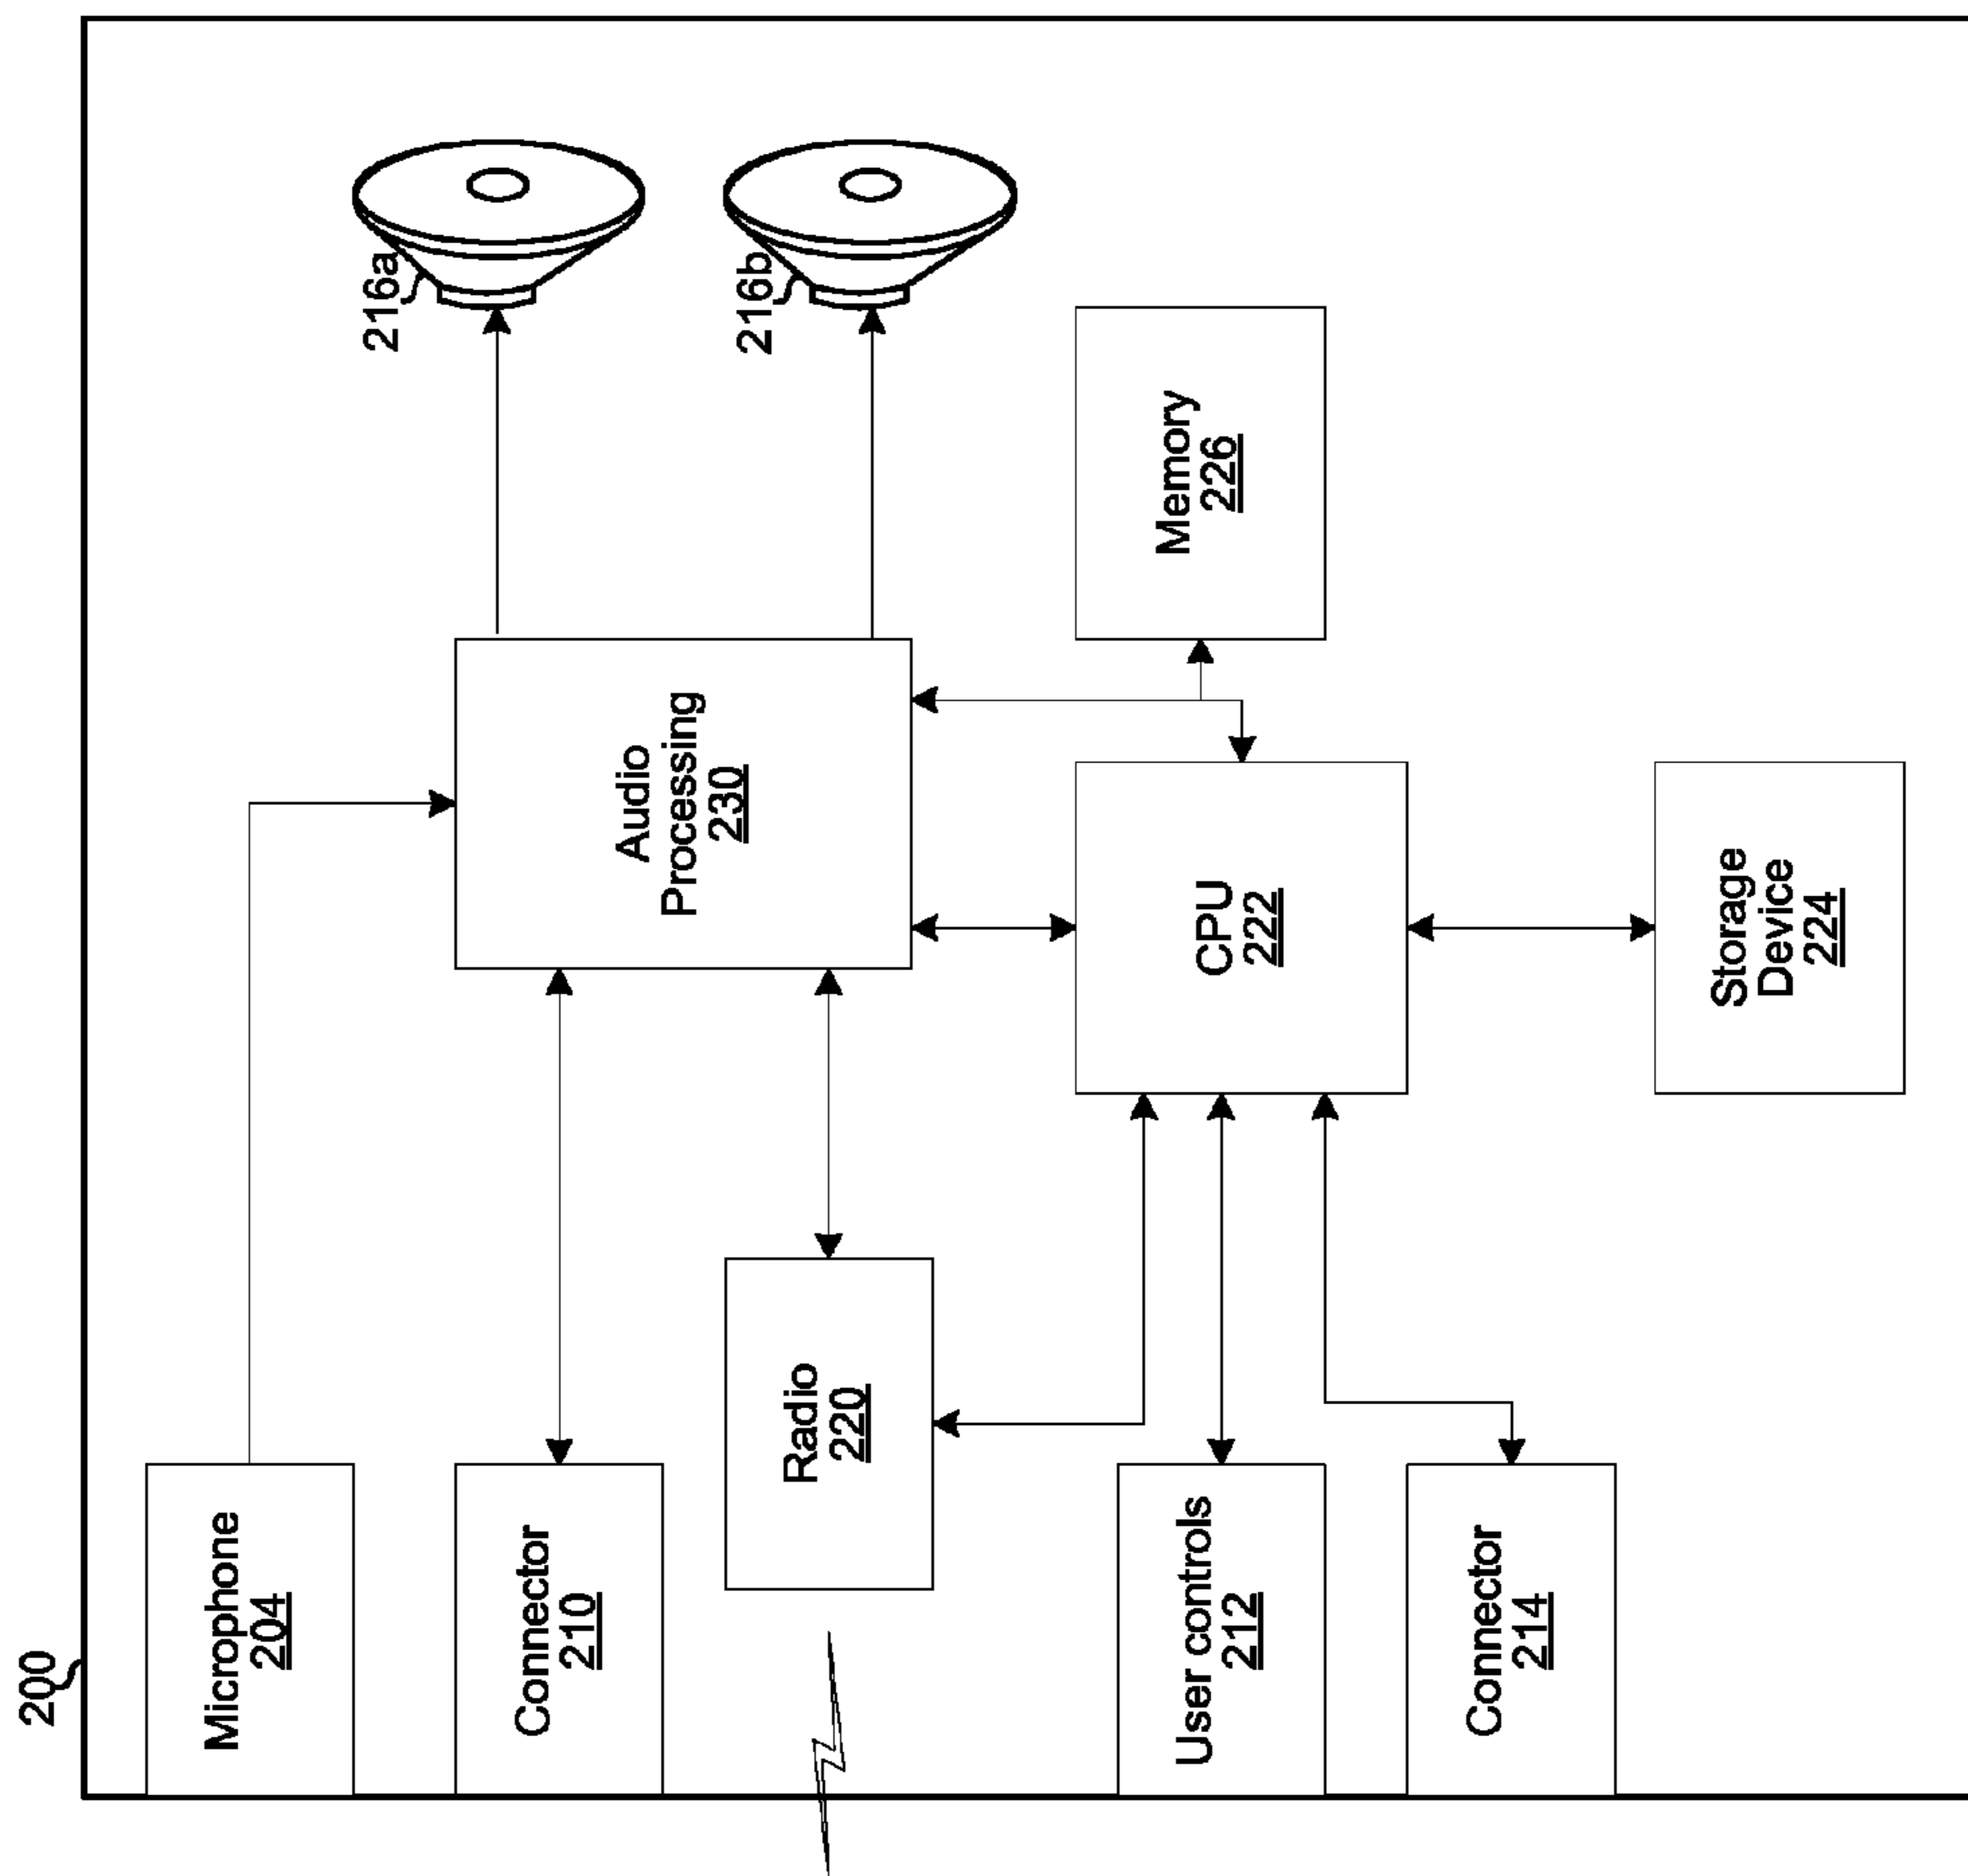 200
Microphone
204
Connector
210
Radio
220
User controls
212
Connector
214
Audio
Processing
230
CPU
222
Storage
Device
224
Memory
226
216a
216b